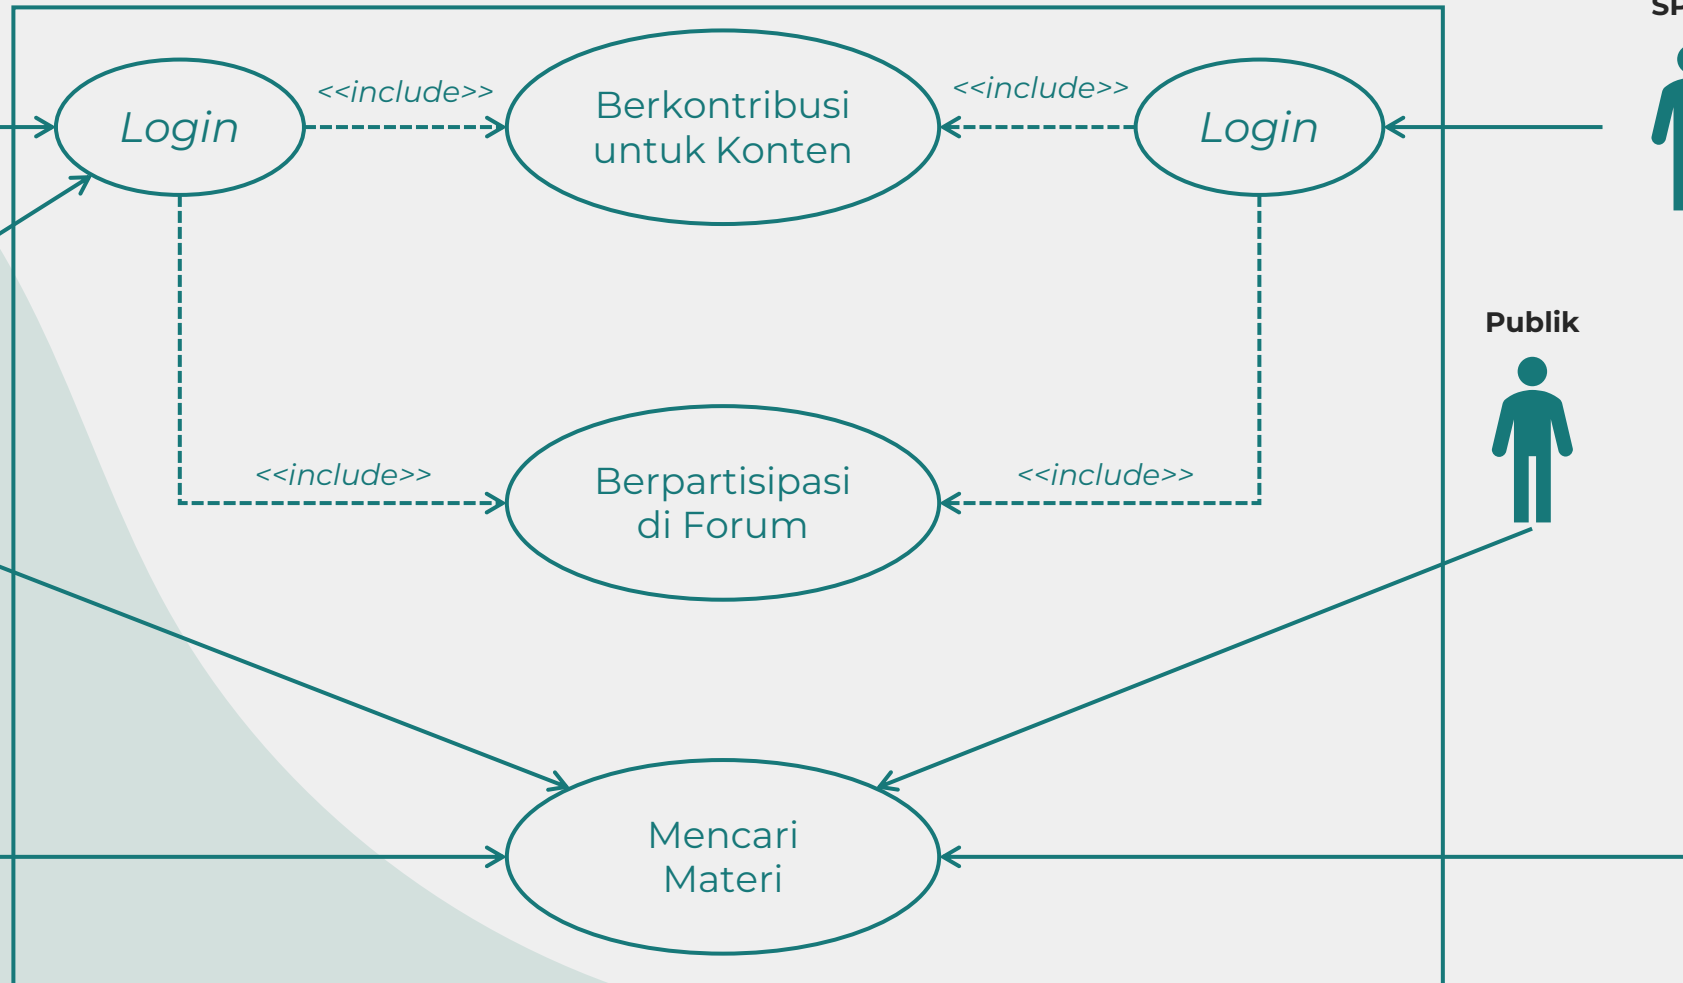 <<include>>
<<include>>
Login
Berkontribusi
untuk Konten
Login
Publik
<<include>>
Berpartisipasi
di Forum
<<include>>
Mencari
Materi